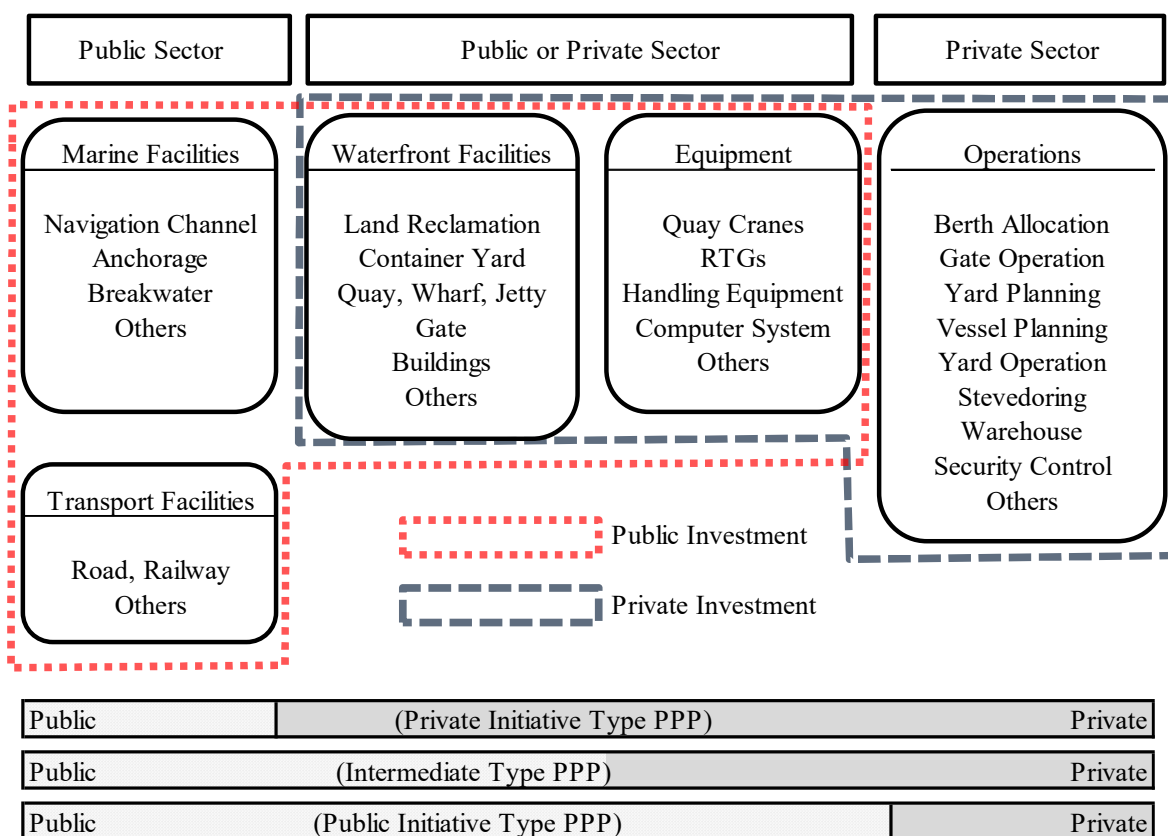 Public Sector
Public or Private Sector
Private Sector
Marine Facilities
Navigation Channel
Anchorage
Breakwater
Others
Waterfront Facilities
Land Reclamation
Container Yard
Quay, Wharf, Jetty
Gate
Buildings
Others
Equipment
Quay Cranes
RTGs
Handling Equipment
Computer System
Others
Operations
Berth Allocation
Gate Operation
Yard Planning
Vessel Planning
Yard Operation
Stevedoring
Warehouse
Security Control
Others
Transport Facilities
Road, Railway
Others
Public Investment
Private Investment
Public (Private Initiative Type PPP) Private
Public (Intermediate Type PPP) Private
Public (Public Initiative Type PPP) Private